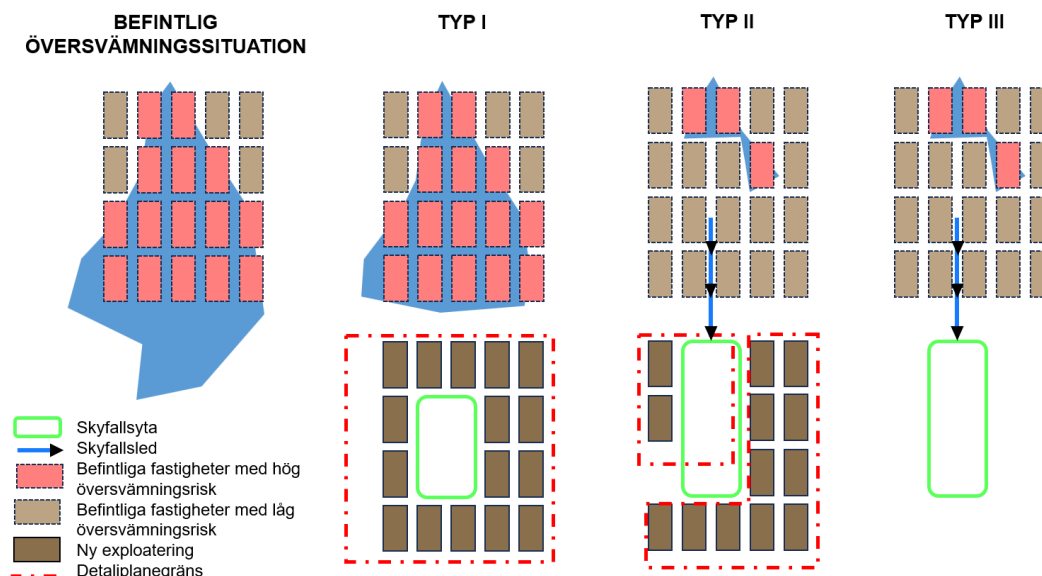 BEFINTLIG
ÖVERSVÄMNINGSSITUATION
TYP I
TYP II
TYP III
Skyfallsyta
Skyfallsled
Befintliga fastigheter med hög
översvämningsrisk
Befintliga fastigheter med låg
översvämningsrisk
Ny exploatering
Detaljplanegräns